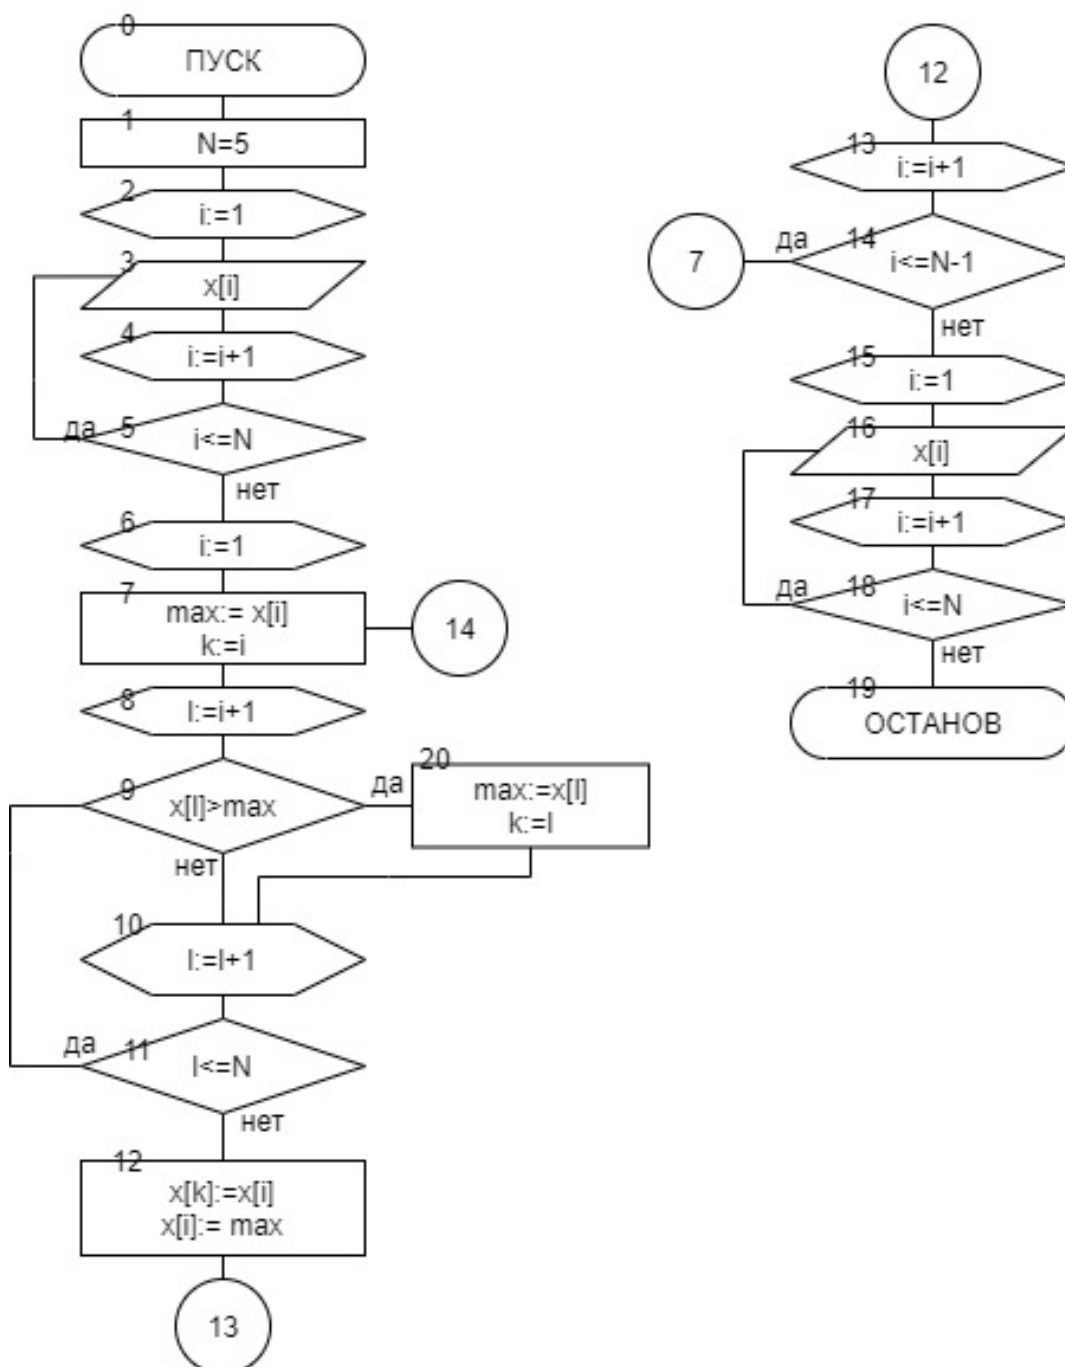 0
ПУСК
1
N=5
2
i:=1
3
x[i]
4
i:=i+1
да
5
i<=N
нет
6
i:=1
7
max:= x[i]
k:=i
14
8
l:=i+1
9
x[l]>max
да
20
max:=x[l]
k:=l
нет
10
l:=l+1
да
11
l<=N
нет
12
x[k]:=x[i]
x[i]:= max
13
12
13
i:=i+1
7
да
14
i<=N-1
нет
15
i:=1
16
x[i]
17
i:=i+1
да
18
i<=N
нет
19
ОСТАНОВ